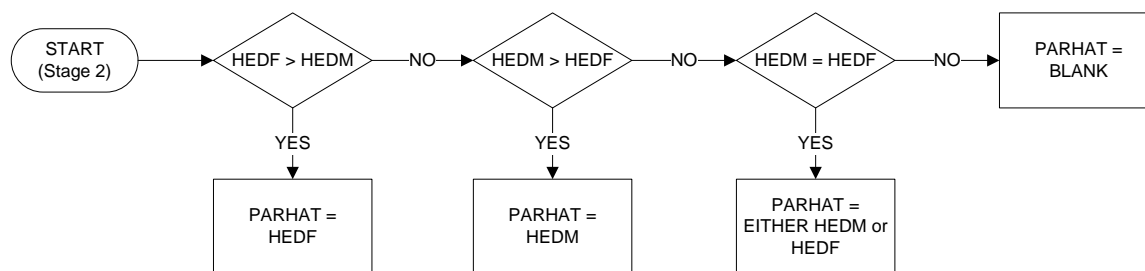 START
(Stage 2)
HEDF > HEDM
NO
HEDM > HEDF
NO
HEDM = HEDF
NO
PARHAT =
BLANK
YES
YES
YES
PARHAT =
HEDF
PARHAT =
HEDM
PARHAT =
EITHER HEDM or
HEDF